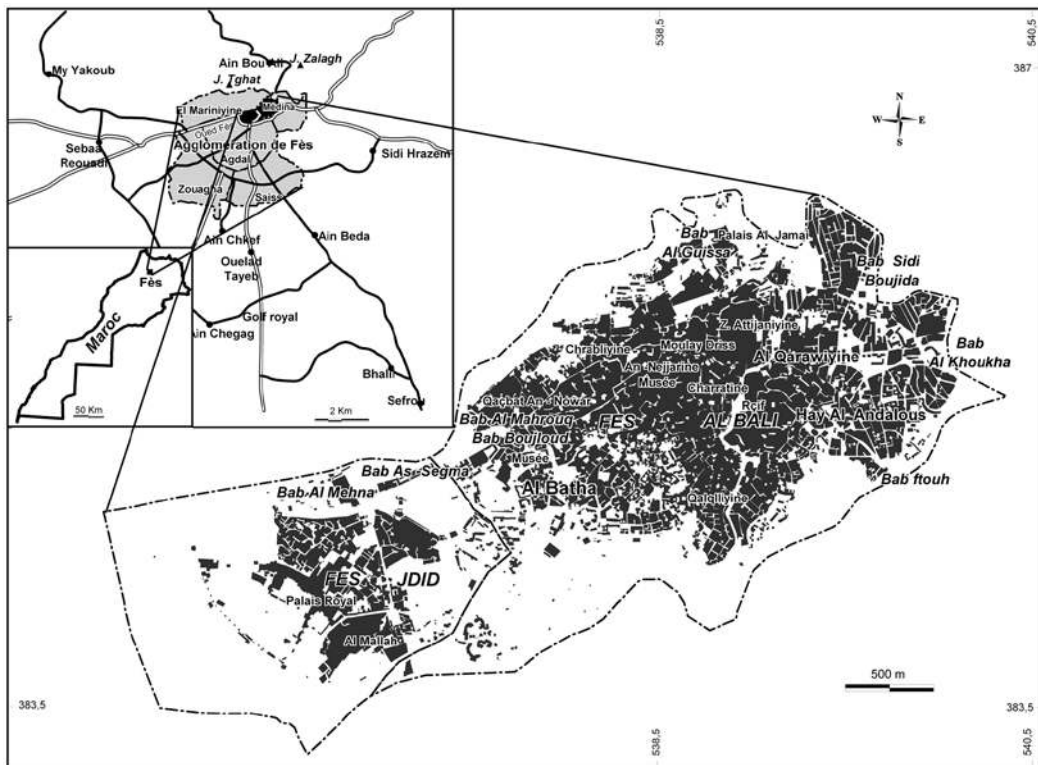 538,5
540,5
387
My Yakoub
Ain Bou Ali
J. Zalagh
J. Tghat
El Mariniyine
Médina
Oued Fès
Sebaa
Reouadi
Agglomération de Fès
Agdal
Sidi Hrazem
Zouagha
Saiss
Ain Chkef
Ain Beda
Ouelad
Tayeb
Golf royal
Ain Chegag
Bhalil
Sefrou
2 Km
Fès
Maroc
50 Km
N
W E
S
Bab
Al Guissa
Palais Al Jamai
Bab Sidi
Boujida
Z. Attijaniyine
Bab
Al Khoukha
Chrabliyine
Moulay Driss
Al Qarawiyine
An-Nejjarine
Musée
Charratine
Qaçbat An-Nowar
Rçif
Hay Al-Andalous
Bab Al Mahrouq
FES AL BALI
Bab Boujloud
Musée
Bab As-Segma
Al Batha
Bab ftouh
Bab Al Mehna
Qalqlliyine
FES JDID
Palais Royal
Al Mallah
500 m
383,5
383,5
538,5
540,5